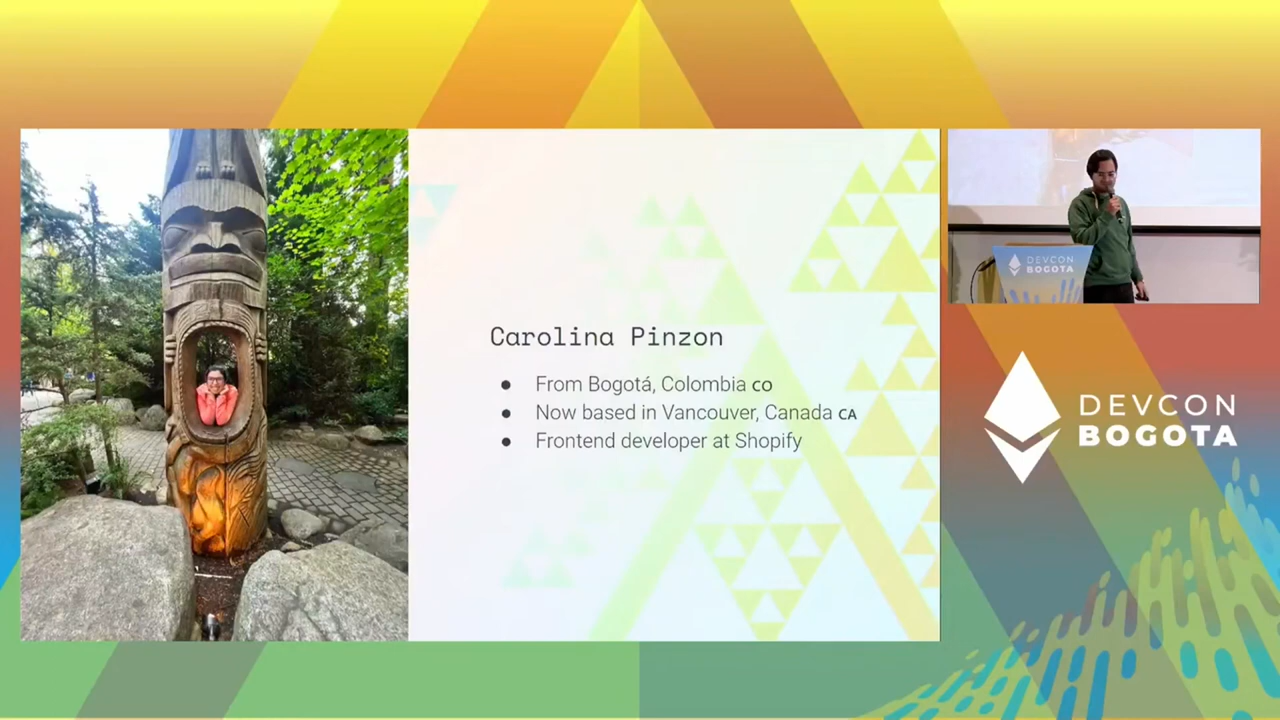 Carolina Pinzon
● From Bogotá, Colombia CO
● Now based in Vancouver, Canada CA
● Frontend developer at Shopify
DEVCON
BOGOTA
DEVCON
BOGOTA